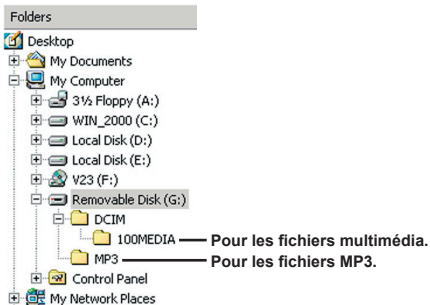 Folders
Desktop
My Documents
My Computer
3½ Floppy (A:)
WIN_2000 (C:)
Local Disk (D:)
Local Disk (E:)
V23 (F:)
Removable Disk (G:)
DCIM
100MEDIA Pour les fichiers multimédia.
MP3 Pour les fichiers MP3.
Control Panel
My Network Places